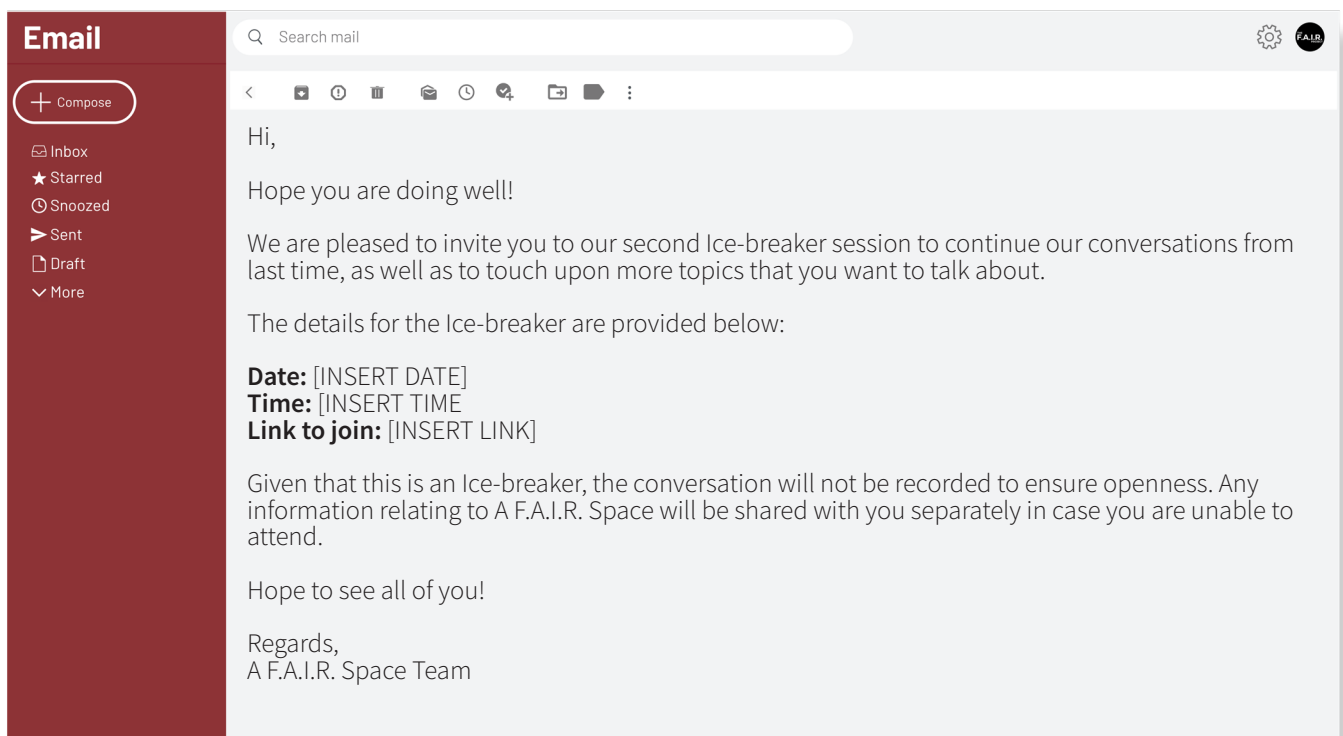 Email
Search mail
F.A.I.R.
Compose
Inbox
Starred
Snoozed
Sent
Draft
More
Hi,
Hope you are doing well!
We are pleased to invite you to our second Ice-breaker session to continue our conversations from
last time, as well as to touch upon more topics that you want to talk about.
The details for the Ice-breaker are provided below:
Date: [INSERT DATE]
Time: [INSERT TIME
Link to join: [INSERT LINK]
Given that this is an Ice-breaker, the conversation will not be recorded to ensure openness. Any
information relating to A F.A.I.R. Space will be shared with you separately in case you are unable to
attend.
Hope to see all of you!
Regards,
A F.A.I.R. Space Team